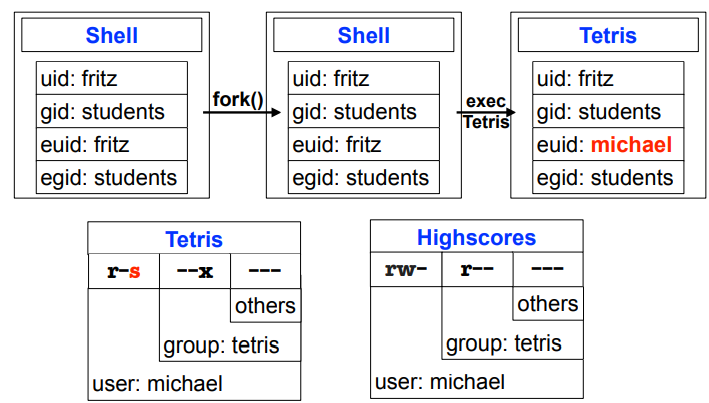 Shell
uid: fritz
gid: students
euid: fritz
egid: students
fork()
Shell
uid: fritz
gid: students
euid: fritz
egid: students
exec
Tetris
Tetris
uid: fritz
gid: students
euid: michael
egid: students
Tetris
r-s --x ---
others
group: tetris
user: michael
Highscores
rw- r-- ---
others
group: tetris
user: michael